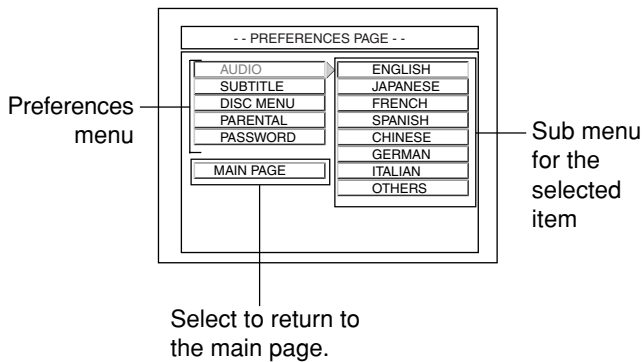 - - PREFERENCES PAGE - -
AUDIO
SUBTITLE
DISC MENU
PARENTAL
PASSWORD
MAIN PAGE
ENGLISH
JAPANESE
FRENCH
SPANISH
CHINESE
GERMAN
ITALIAN
OTHERS
Preferences
menu
Sub menu
for the
selected
item
Select to return to
the main page.